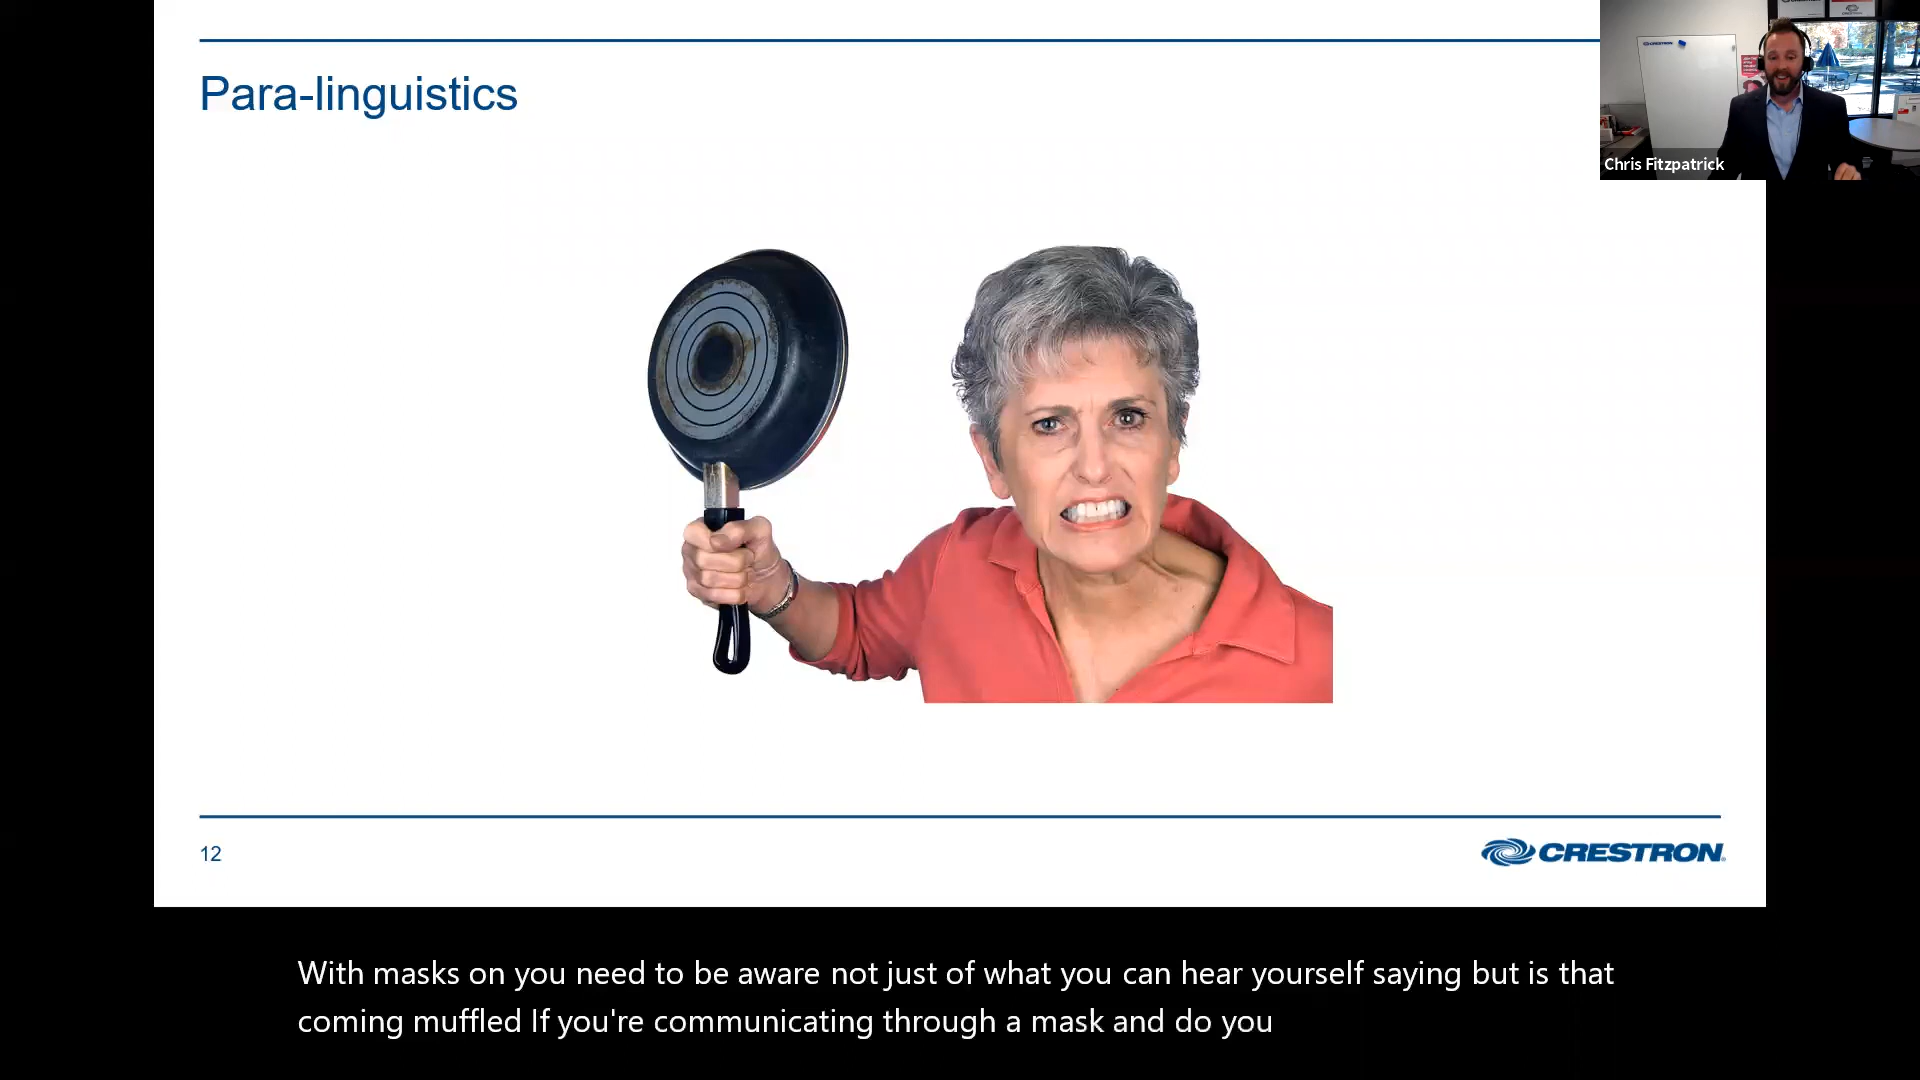 Para-linguistics
CRESTRON
Chris Fitzpatrick
12
CRESTRON
With masks on you need to be aware not just of what you can hear yourself saying but is that
coming muffled If you're communicating through a mask and do you